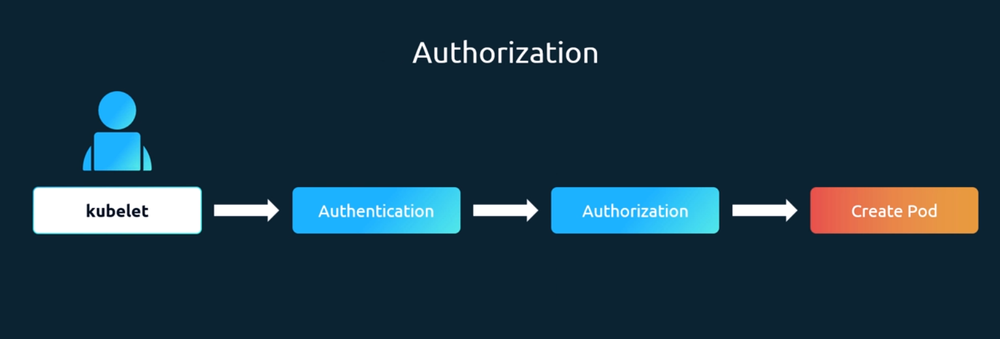 Authorization
kubelet
Authentication
Authorization
Create Pod